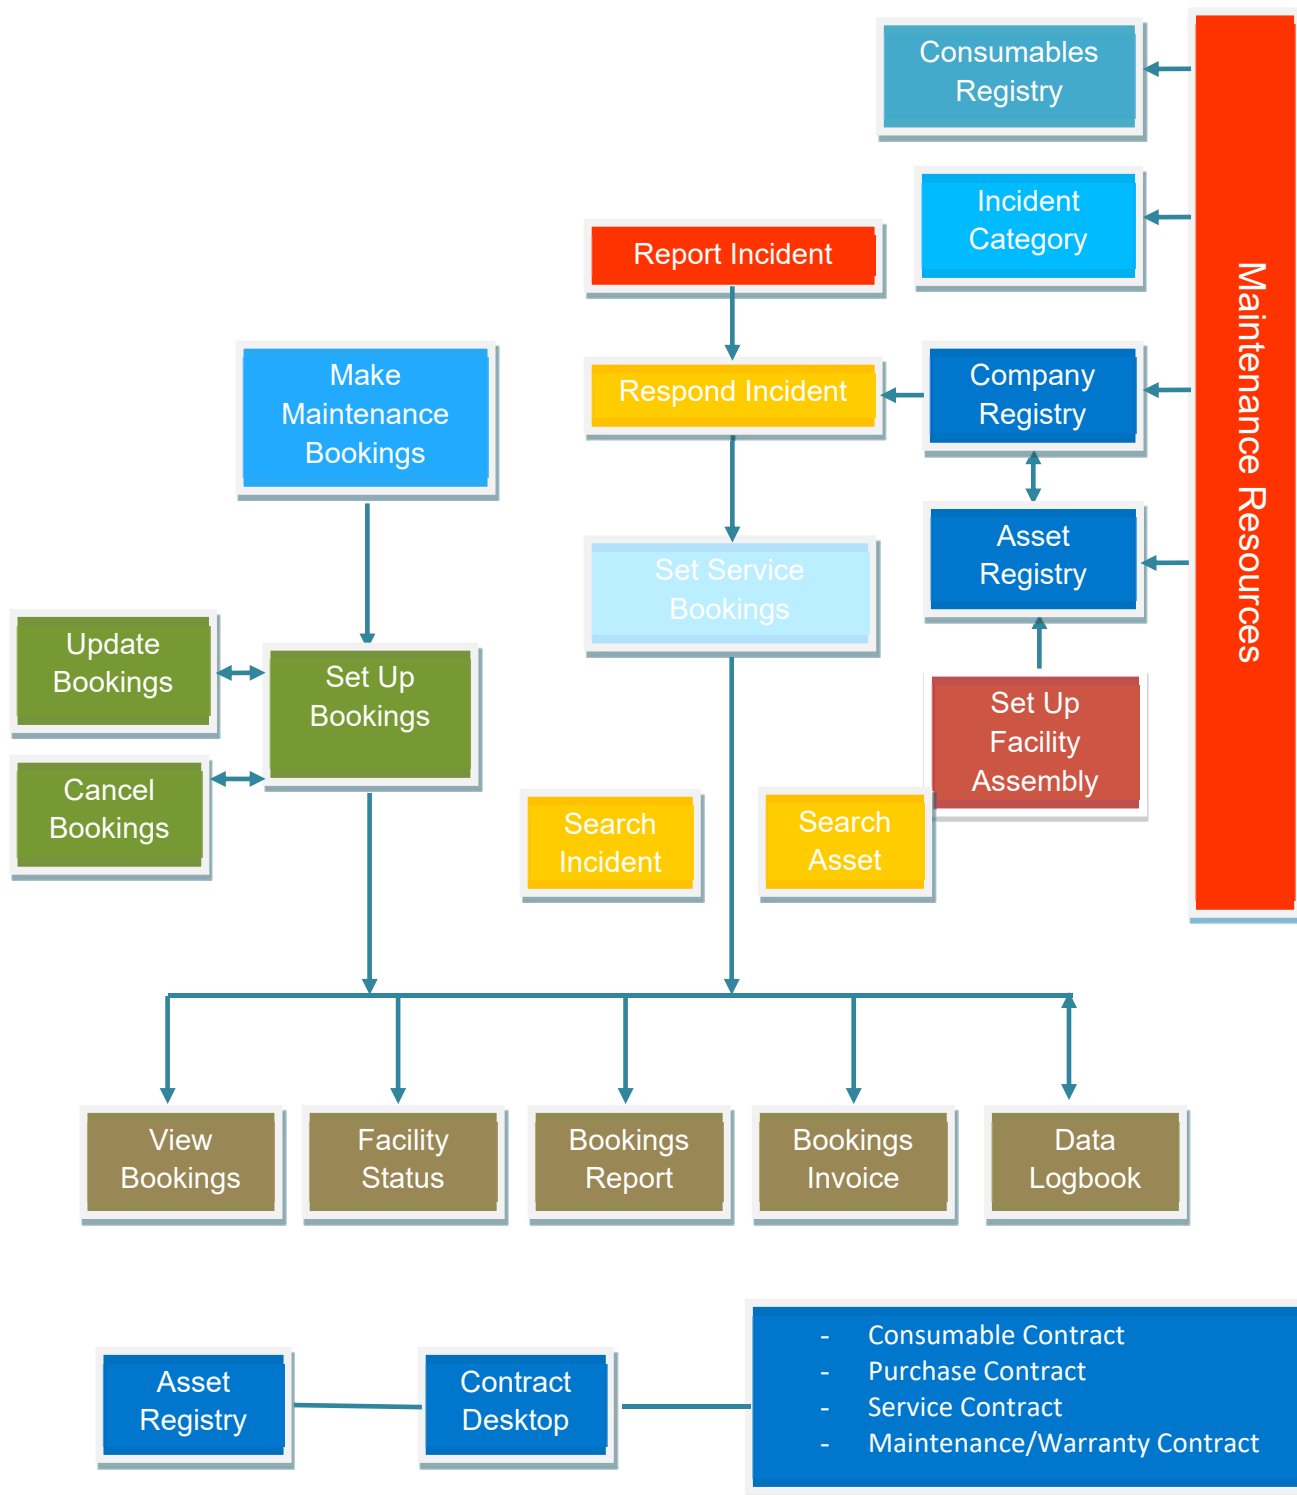 Consumables
Registry
Incident
Category
Report Incident
Maintenance Resources
Make
Maintenance
Bookings
Respond Incident
Company
Registry
Set Service
Bookings
Asset
Registry
Update
Bookings
Set Up
Bookings
Set Up
Facility
Assembly
Cancel
Bookings
Search
Incident
Search
Asset
View
Bookings
Facility
Status
Bookings
Report
Bookings
Invoice
Data
Logbook
Asset
Registry
Contract
Desktop
- Consumable Contract
- Purchase Contract
- Service Contract
- Maintenance/Warranty Contract